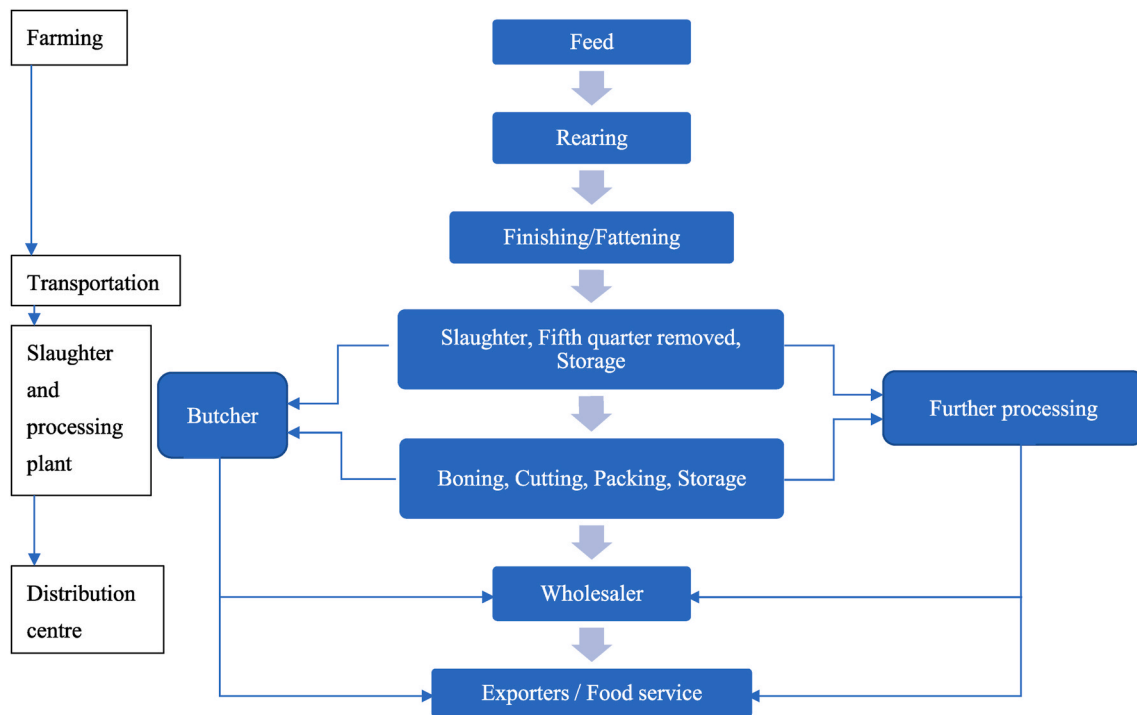 Farming
Feed
Rearing
Finishing/Fattening
Transportation
Slaughter, Fifth quarter removed,
Storage
Slaughter
and
processing
plant
Butcher
Further processing
Boning, Cutting, Packing, Storage
Distribution
centre
Wholesaler
Exporters / Food service